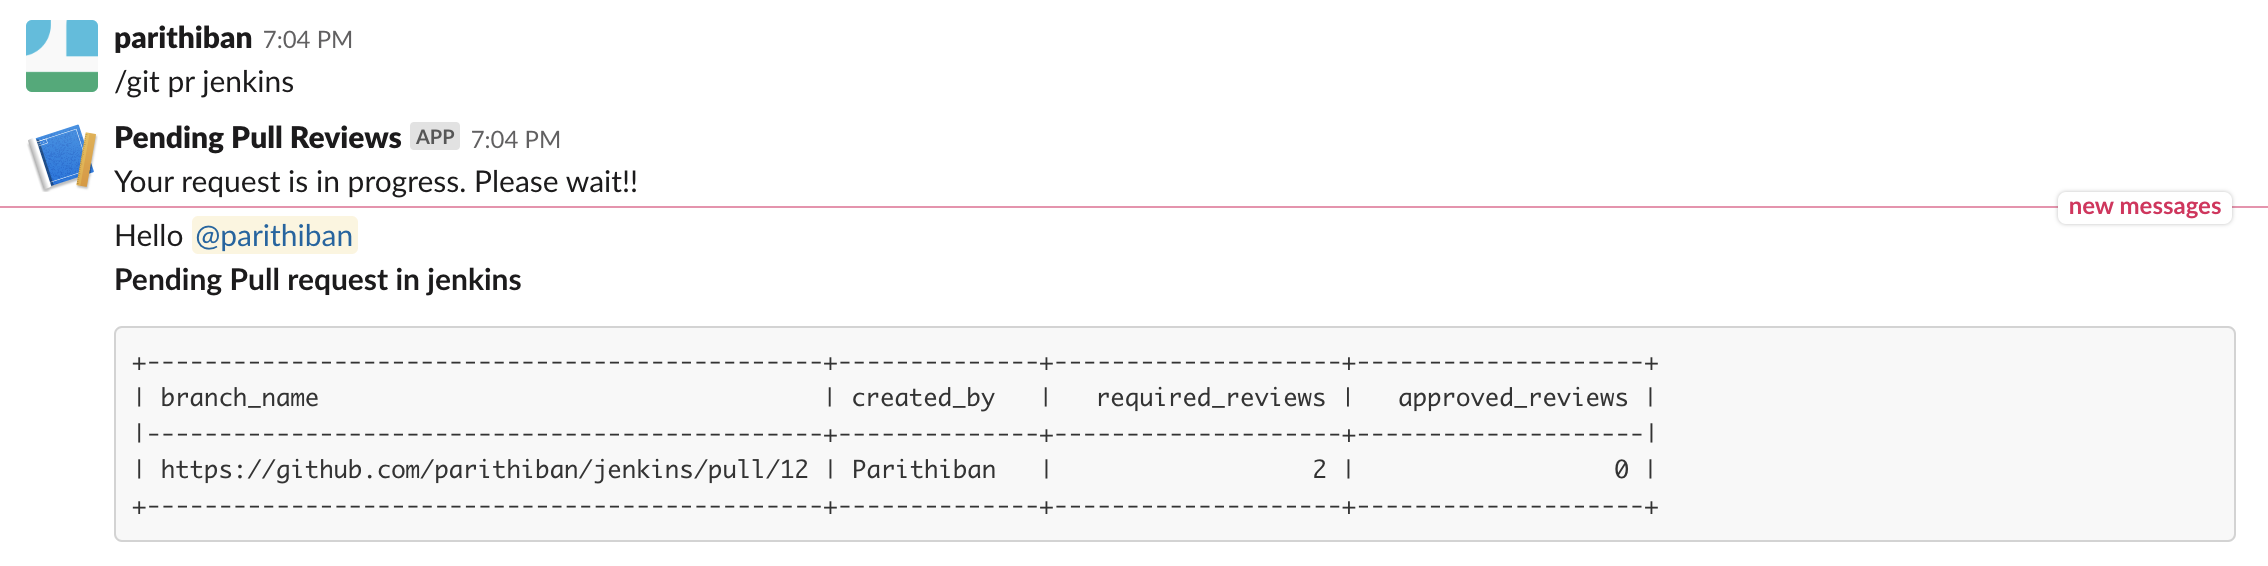 parithiban 7:04 PM
/git pr jenkins
Pending Pull Reviews APP 7:04 PM
Your request is in progress. Please wait!!
new messages
Hello @parithiban
Pending Pull request in jenkins
+-----------------------------------------------+--------------+--------------------+--------------------+
| branch_name                                   | created_by   |   required_reviews |   approved_reviews |
|-----------------------------------------------+--------------+--------------------+--------------------|
| https://github.com/parithiban/jenkins/pull/12 | Parithiban   |                  2 |                  0 |
+-----------------------------------------------+--------------+--------------------+--------------------+